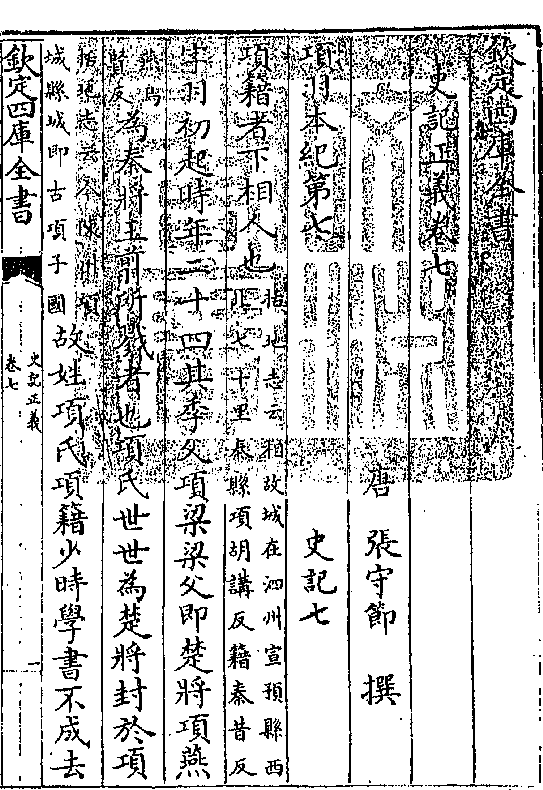 欽定四庫全書
史記正義卷七
唐 張守節 撰
項羽本紀第七 史記七
項籍者下相人也
括地志云相故城在泗州宣預縣西
北七十里秦縣項胡講反籍秦昔反
字羽初起時年二十四其季父項梁梁父即楚將項燕
燕烏
賢反
為秦將王翦所戮者也項氏世世為楚將封於項
括地志云今陳州項
城縣城即古項子國
故姓項氏項籍少時學書不成去
欽定四庫全書
史記正義
卷七
一